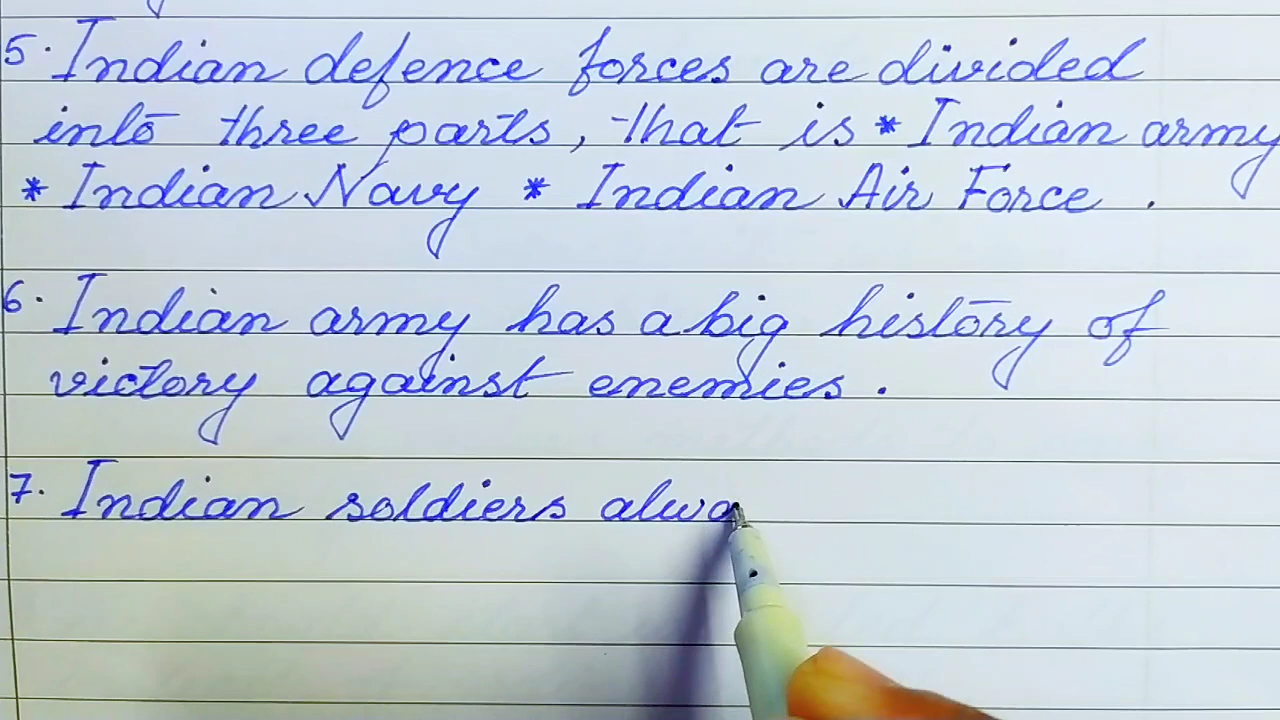 5. Indian defence forces are divided
into three parts, that is * Indian army
* Indian Navy * Indian Air Force.
6. Indian army has a big history of
victory against enemies.
7. Indian soldiers alwa